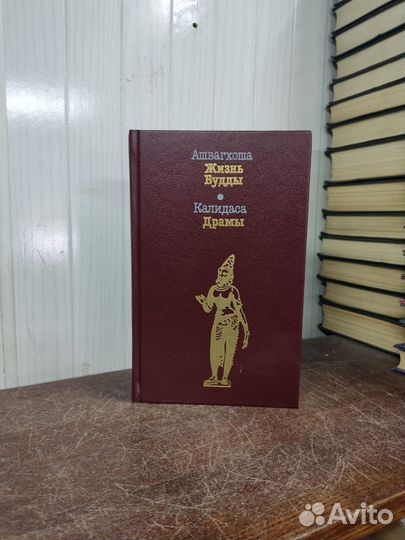 Ашвагхоша
Жизнь
Будды
Калидаса
Драмы
Avito